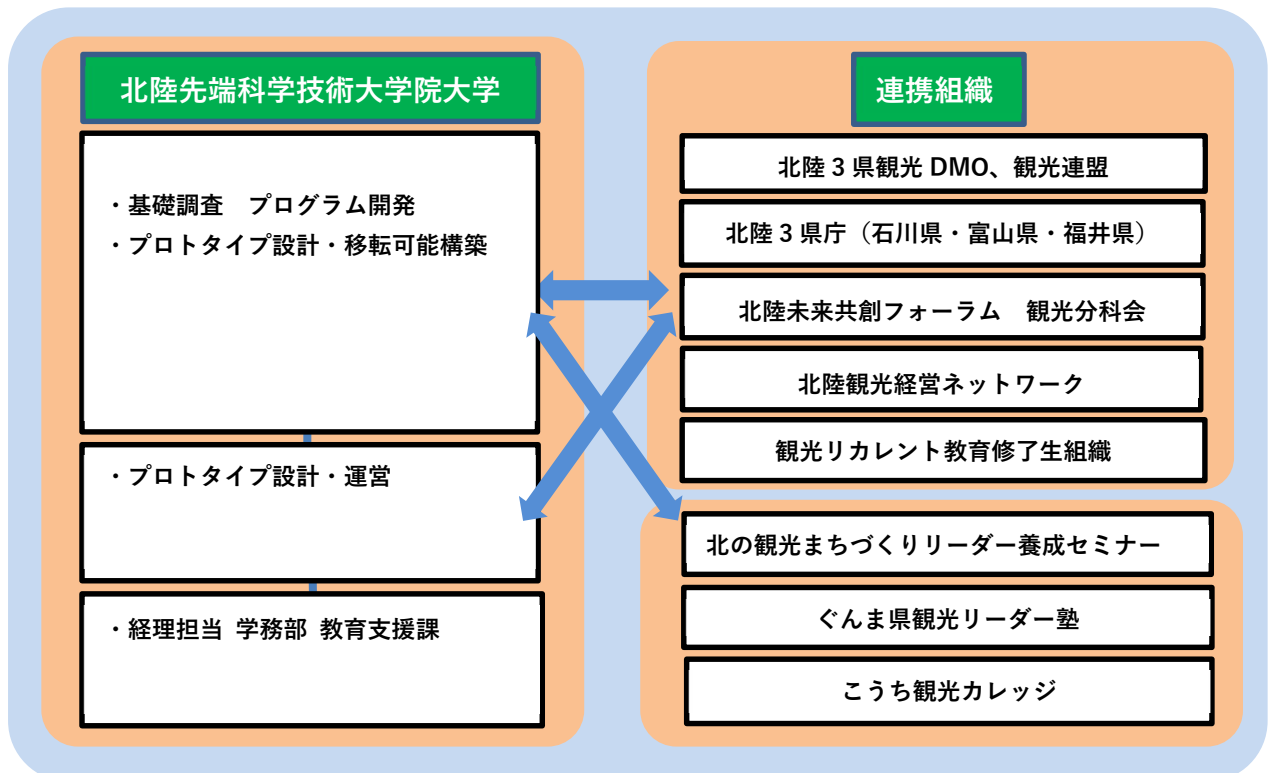 北陸先端科学技術大学院大学
・基礎調査　プログラム開発
・プロトタイプ設計・移転可能構築
・プロトタイプ設計・運営
・経理担当 学務部 教育支援課
連携組織
北陸 3 県観光 DMO、観光連盟
北陸 3 県庁（石川県・富山県・福井県）
北陸未来共創フォーラム　観光分科会
北陸観光経営ネットワーク
観光リカレント教育修了生組織
北の観光まちづくりリーダー養成セミナー
ぐんま県観光リーダー塾
こうち観光カレッジ